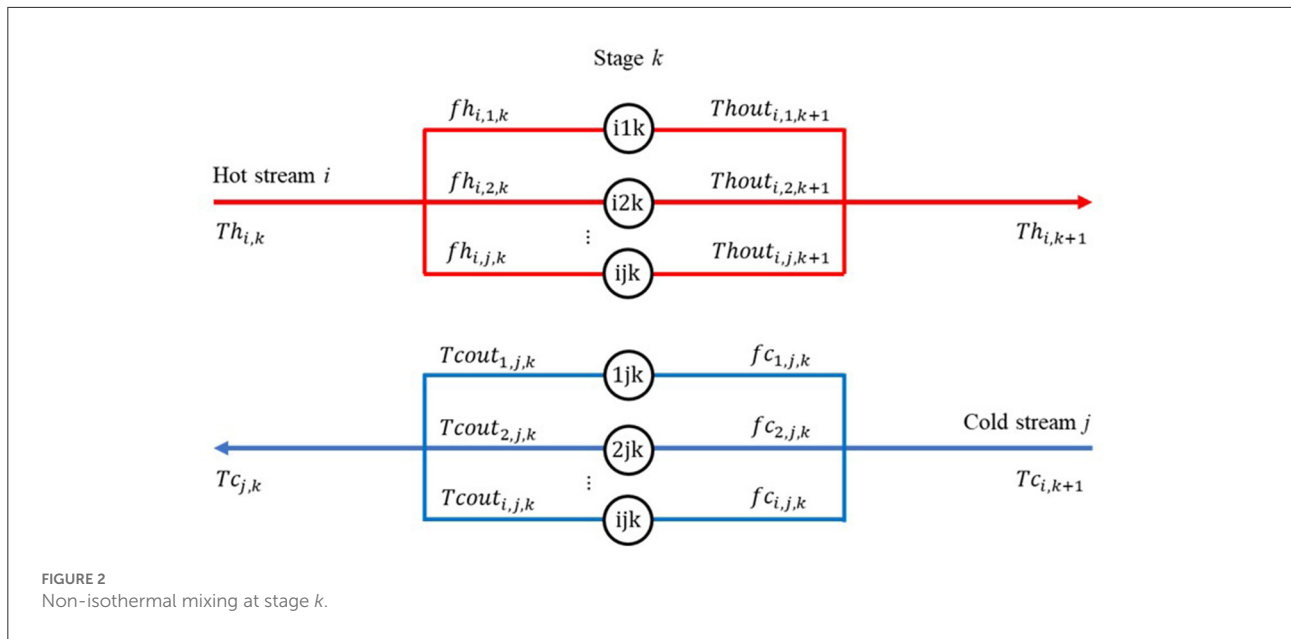 Stage k
fh_{i,1,k} i1k Thout_{i,1,k+1}
Hot stream i
fh_{i,2,k} i2k Thout_{i,2,k+1}
Th_{i,k} ⋮ Th_{i,k+1}
fh_{i,j,k} ijk Thout_{i,j,k+1}
Tcout_{1,j,k} 1jk fc_{1,j,k}
Cold stream j
Tcout_{2,j,k} 2jk fc_{2,j,k}
Tc_{j,k} ⋮ Tc_{i,k+1}
Tcout_{i,j,k} ijk fc_{i,j,k}
FIGURE 2
Non-isothermal mixing at stage k.